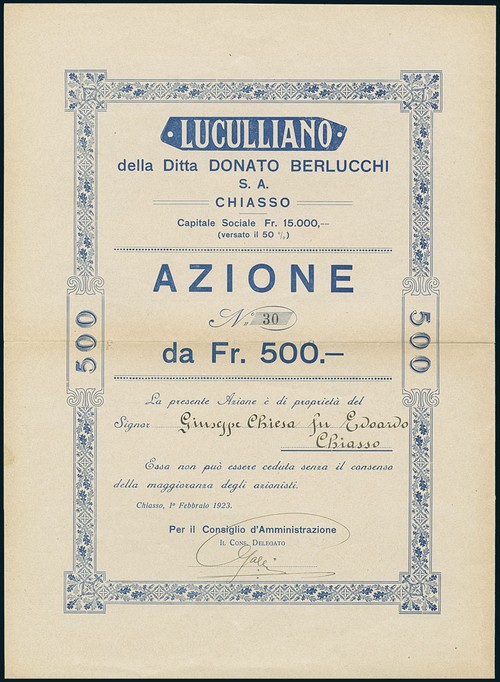 ·LUCULLIANO·
della Ditta DONATO BERLUCCHI
S. A.
CHIASSO
Capitale Sociale Fr. 15.000,—
(versato il 50 %)
AZIONE
No 30
da Fr. 500.—
500
500
La presente Azione è di proprietà del
Signor Giuseppe Chiesa fu Edoardo
Chiasso
Essa non può essere ceduta senza il consenso
della maggioranza degli azionisti.
Chiasso, 1º Febbraio 1923.
Per il Consiglio d'Amministrazione
IL CONS. DELEGATO